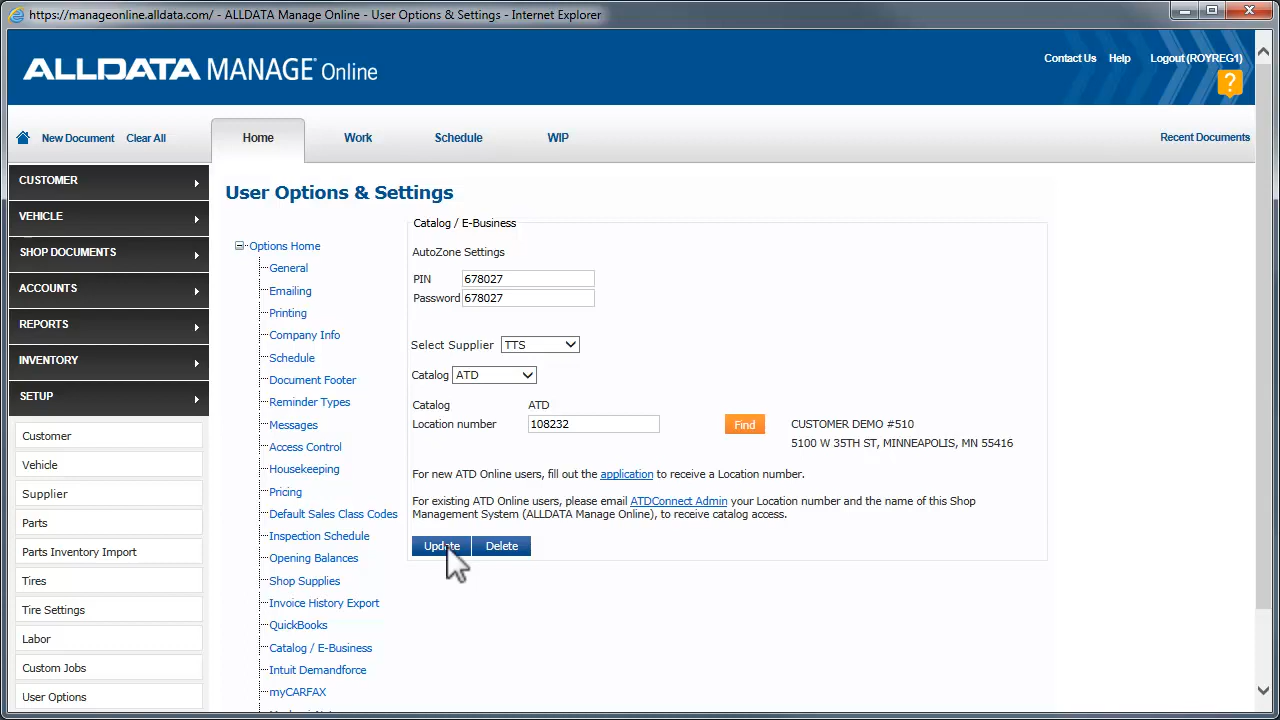 https://manageonline.alldata.com/ - ALLDATA Manage Online - User Options & Settings - Internet Explorer
ALLDATA MANAGE Online
Contact Us Help Logout (ROYREG1)
?
New Document Clear All Home Work Schedule WIP Recent Documents
CUSTOMER
VEHICLE
SHOP DOCUMENTS
ACCOUNTS
REPORTS
INVENTORY
SETUP
Customer
Vehicle
Supplier
Parts
Parts Inventory Import
Tires
Tire Settings
Labor
Custom Jobs
User Options
User Options & Settings
Options Home
General
Emailing
Printing
Company Info
Schedule
Document Footer
Reminder Types
Messages
Access Control
Housekeeping
Pricing
Default Sales Class Codes
Inspection Schedule
Opening Balances
Shop Supplies
Invoice History Export
QuickBooks
Catalog / E-Business
Intuit Demandforce
myCARFAX
Catalog / E-Business
AutoZone Settings
PIN 678027
Password 678027
Select Supplier TTS
Catalog ATD
Catalog ATD
Location number 108232 Find CUSTOMER DEMO #510
5100 W 35TH ST, MINNEAPOLIS, MN 55416
For new ATD Online users, fill out the application to receive a Location number.
For existing ATD Online users, please email ATDConnect Admin your Location number and the name of this Shop
Management System (ALLDATA Manage Online), to receive catalog access.
Update Delete